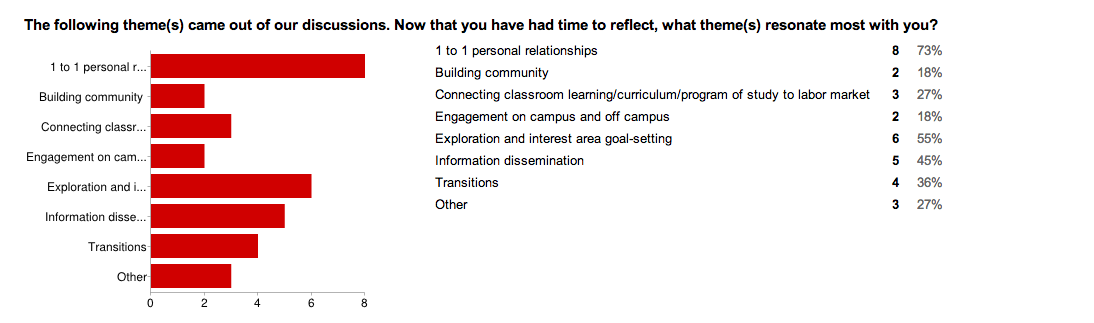 The following theme(s) came out of our discussions. Now that you have had time to reflect, what theme(s) resonate most with you?
1 to 1 personal r...
Building community
Connecting classr...
Engagement on cam...
Exploration and i...
Information disse...
Transitions
Other
0 2 4 6 8
1 to 1 personal relationships 8 73%
Building community 2 18%
Connecting classroom learning/curriculum/program of study to labor market 3 27%
Engagement on campus and off campus 2 18%
Exploration and interest area goal-setting 6 55%
Information dissemination 5 45%
Transitions 4 36%
Other 3 27%